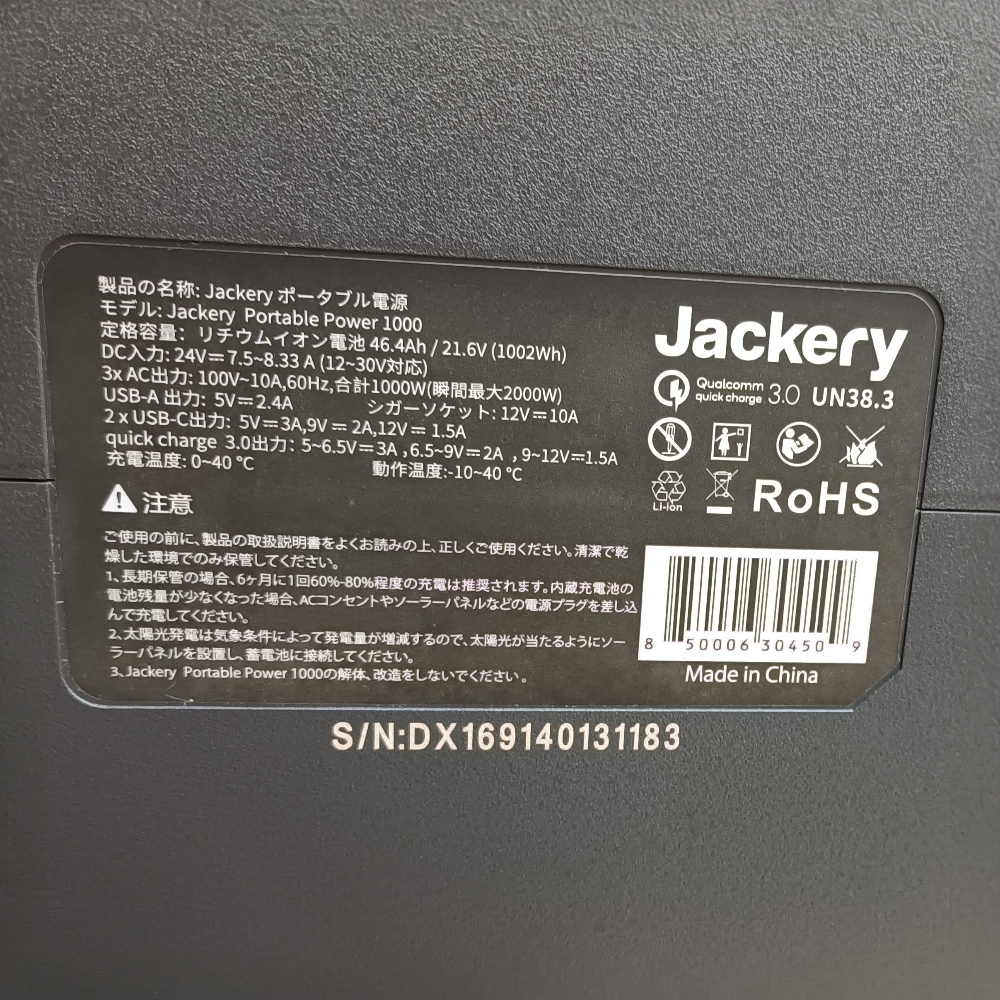 製品の名称: Jackery ポータブル電源
モデル: Jackery Portable Power 1000
定格容量: リチウムイオン電池 46.4Ah / 21.6V (1002Wh)
DC入力: 24V⎓7.5~8.33 A (12~30V対応)
3x AC出力: 100V~10A,60Hz,合計1000W(瞬間最大2000W)
USB-A 出力: 5V⎓2.4A シガーソケット: 12V⎓10A
2 x USB-C出力: 5V⎓3A,9V⎓2A,12V⎓1.5A
quick charge 3.0出力: 5~6.5V⎓3A ,6.5~9V⎓2A ,9~12V⎓1.5A
充電温度: 0~40 ℃ 動作温度:-10~40 ℃
注意
ご使用の前に、製品の取扱説明書をよくお読みの上、正しくご使用ください。清潔で乾
燥した環境でのみ保管してください。
1、長期保管の場合、6ヶ月に1回60%-80%程度の充電は推奨されます。内蔵充電池の
電池残量が少なくなった場合、ACコンセントやソーラーパネルなどの電源プラグを差し込
んで充電してください。
2、太陽光発電は気象条件によって発電量が増減するので、太陽光が当たるようにソー
ラーパネルを設置し、蓄電池に接続してください。
3、Jackery Portable Power 1000の解体、改造をしないでください。
Jackery
Qualcomm
quick charge 3.0 UN38.3
Li-ion
RoHS
8 50006 30450 9
Made in China
S/N:DX169140131183